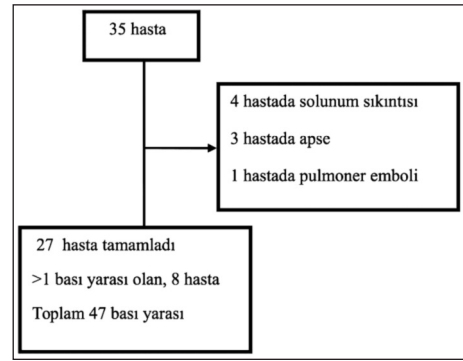 35 hasta
4 hastada solunum sıkıntısı
3 hastada apse
1 hastada pulmoner emboli
27 hasta tamamladı
>1 bası yarası olan, 8 hasta
Toplam 47 bası yarası